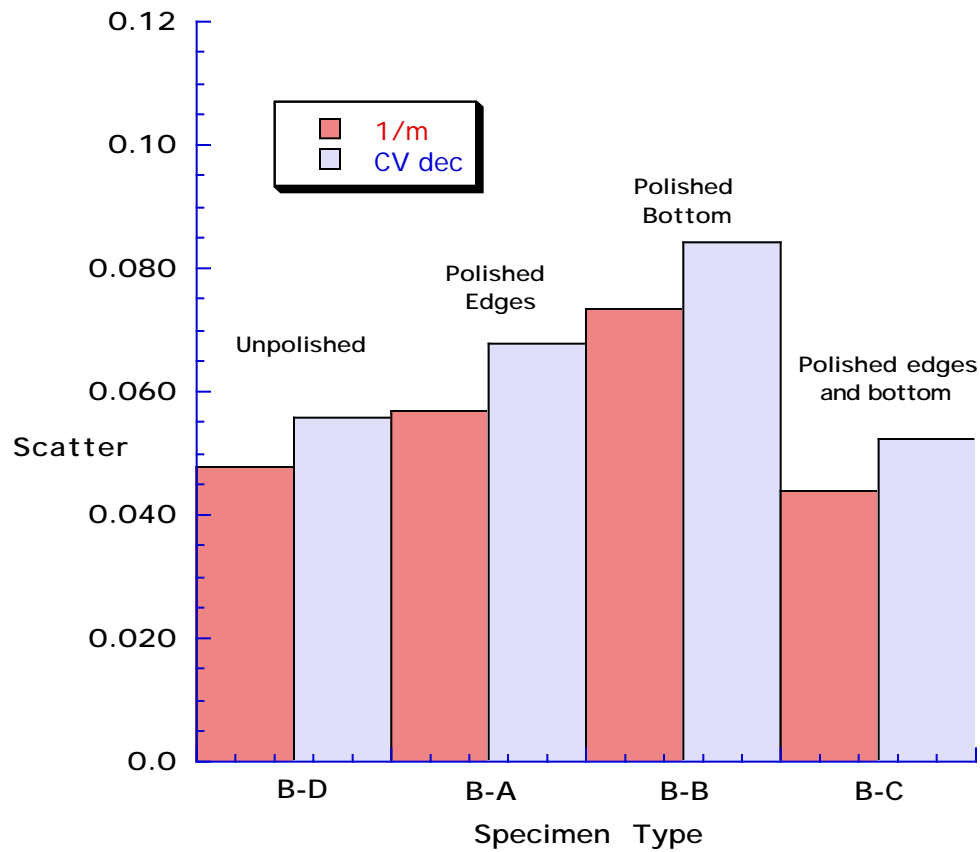 0.12
1/m
CV dec
0.10
Polished
Bottom
0.080
Polished
Edges
Unpolished
Polished edges
and bottom
0.060
Scatter
0.040
0.020
0.0
B-D B-A B-B B-C
Specimen Type